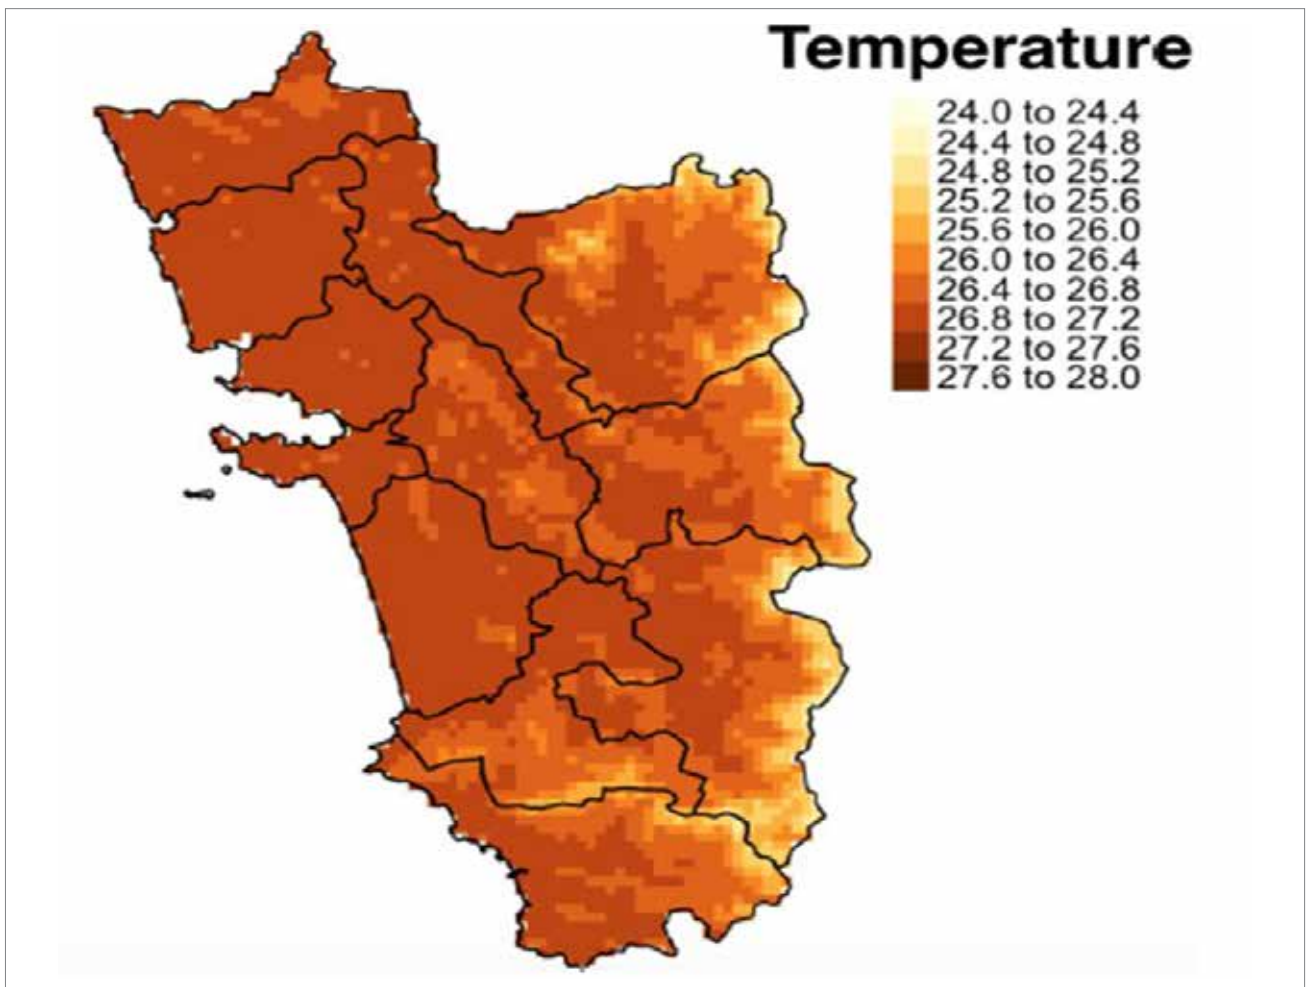 Temperature
24.0 to 24.4
24.4 to 24.8
24.8 to 25.2
25.2 to 25.6
25.6 to 26.0
26.0 to 26.4
26.4 to 26.8
26.8 to 27.2
27.2 to 27.6
27.6 to 28.0